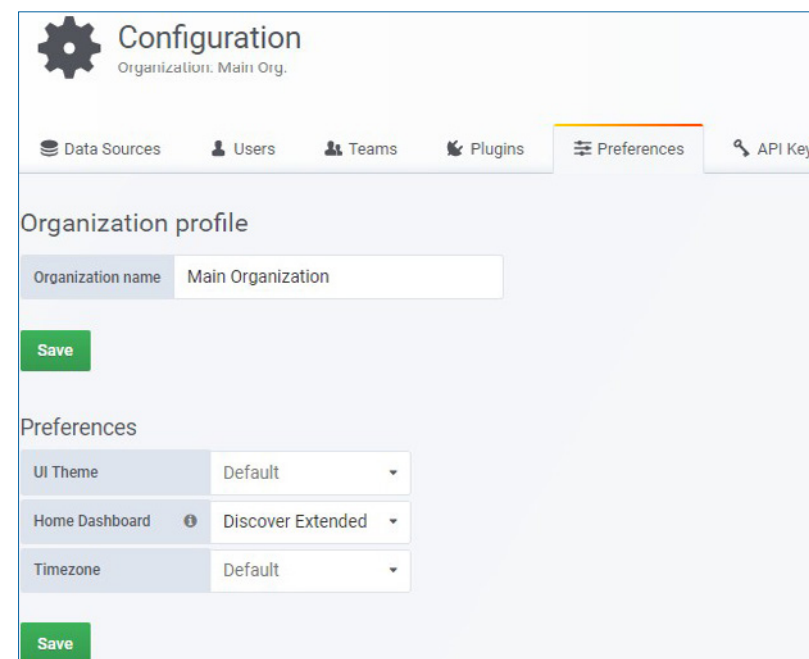 Configuration
Organization: Main Org.
Data Sources Users Teams Plugins Preferences API Key
Organization profile
Organization name Main Organization
Save
Preferences
UI Theme Default
Home Dashboard Discover Extended
Timezone Default
Save